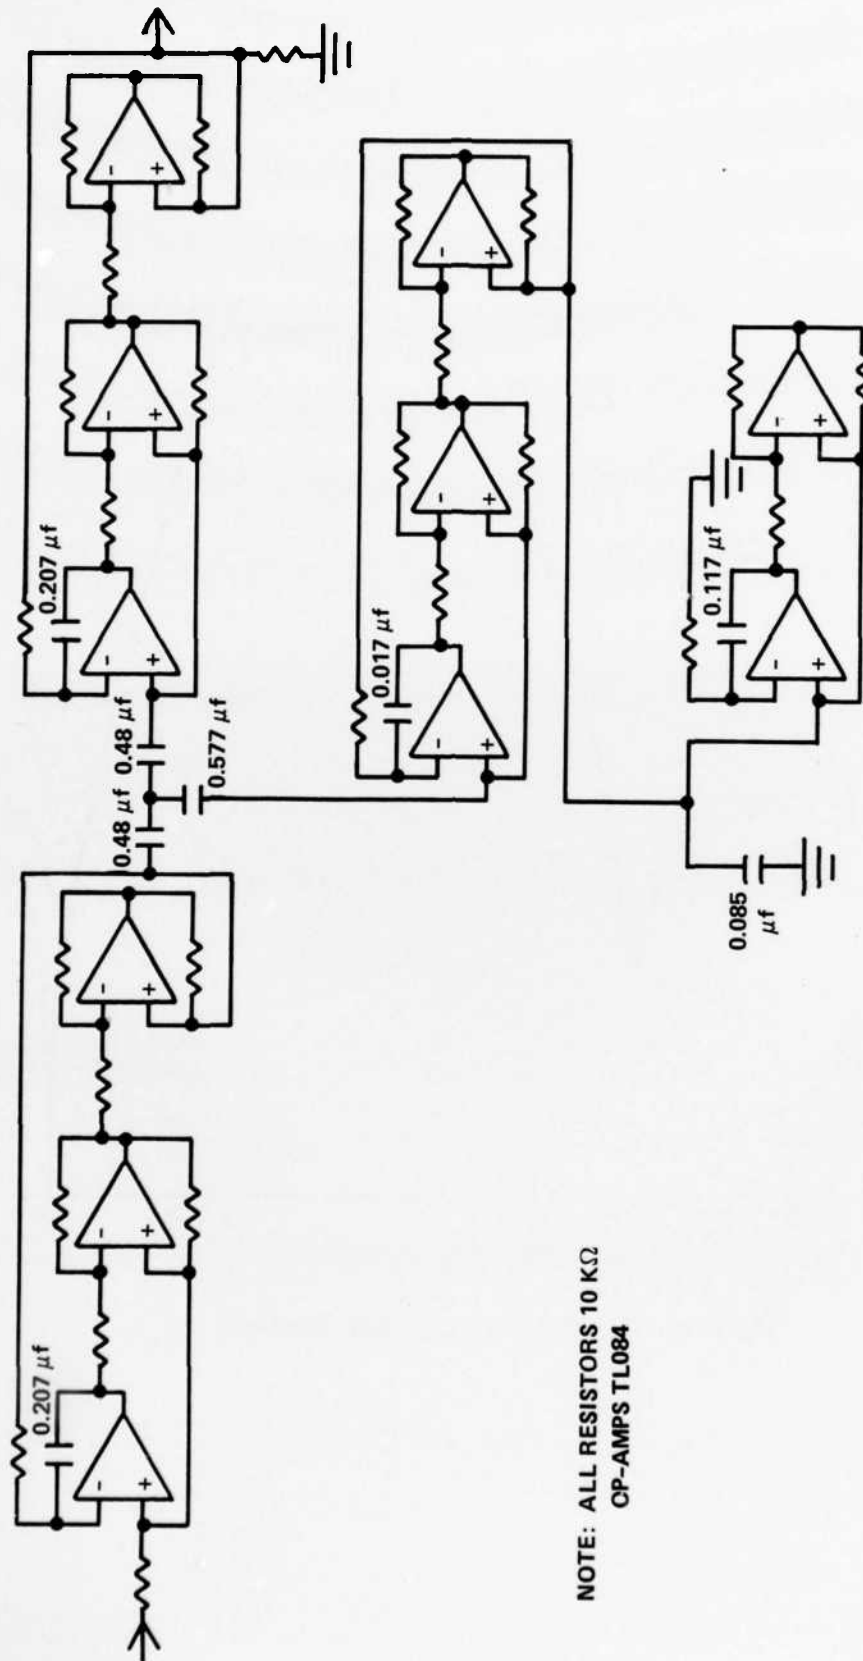 0.207 µf
0.207 µf
0.48 µf
0.48 µf
0.577 µf
0.017 µf
0.117 µf
0.085
µf
-
+
-
+
-
+
-
+
-
+
-
+
-
+
-
+
-
+
-
+
-
+
NOTE: ALL RESISTORS 10 KΩ
OP-AMPS TL084